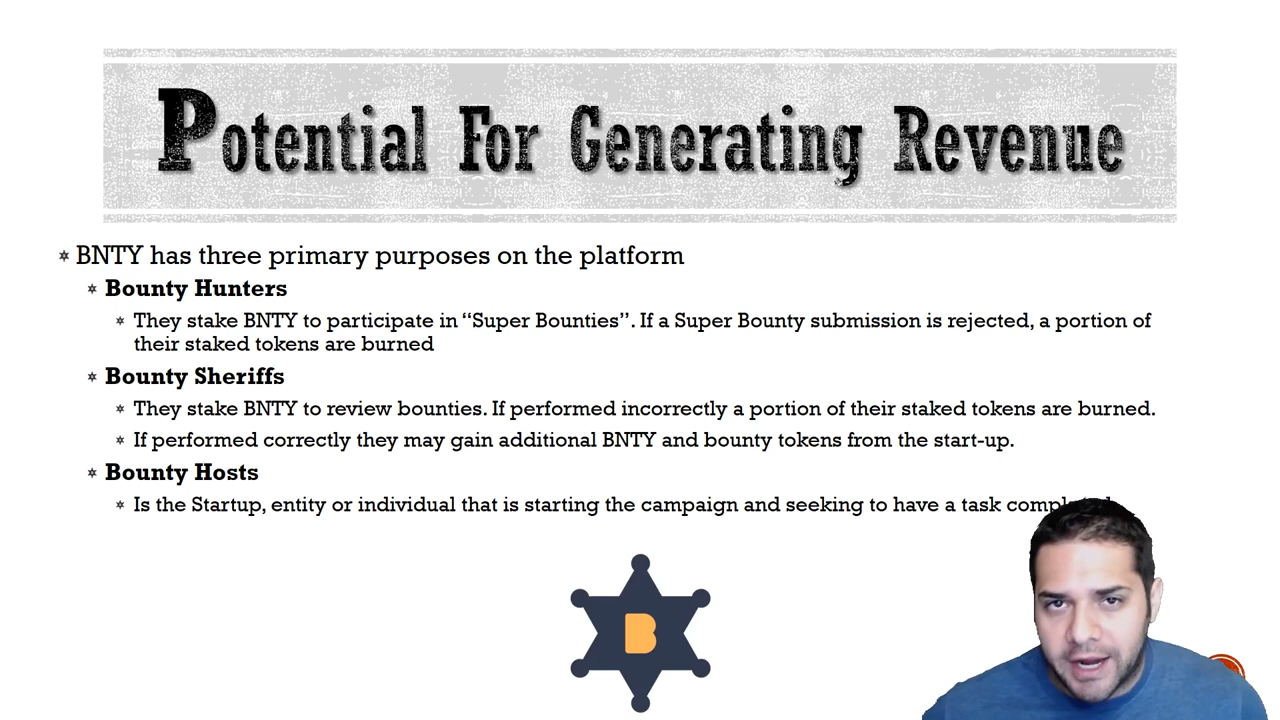 Potential For Generating Revenue
BNTY has three primary purposes on the platform
Bounty Hunters
They stake BNTY to participate in “Super Bounties”. If a Super Bounty submission is rejected, a portion of
their staked tokens are burned
Bounty Sheriffs
They stake BNTY to review bounties. If performed incorrectly a portion of their staked tokens are burned.
If performed correctly they may gain additional BNTY and bounty tokens from the start-up.
Bounty Hosts
Is the Startup, entity or individual that is starting the campaign and seeking to have a task
B